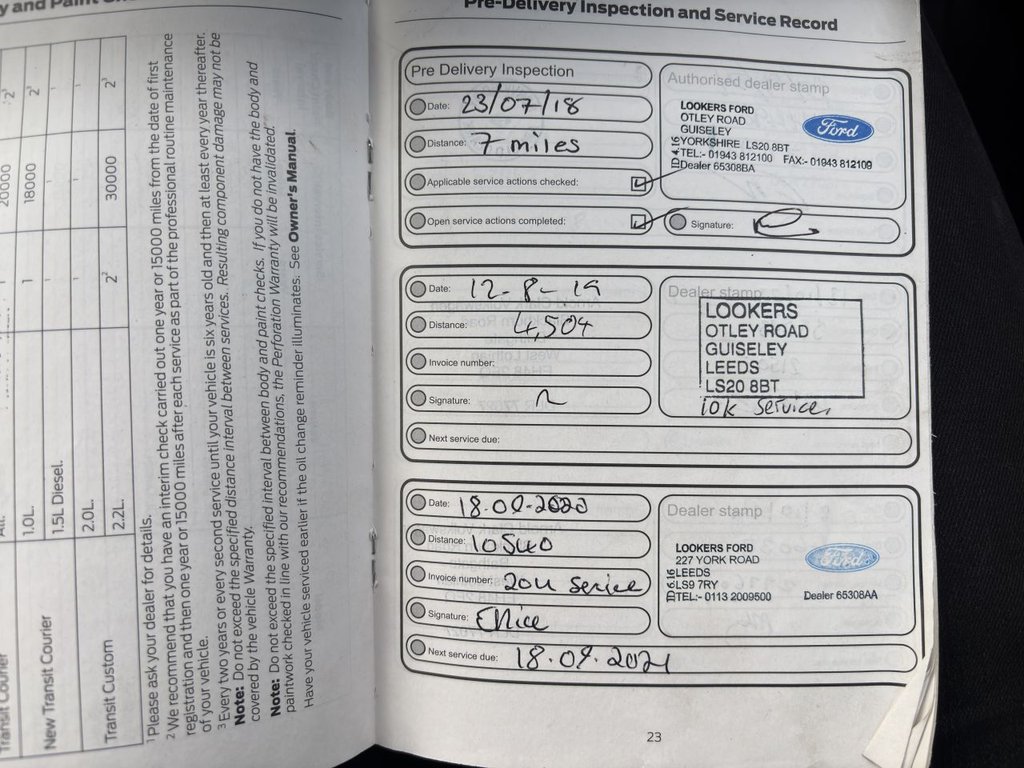 Pre-Delivery Inspection and Service Record
Pre Delivery Inspection
Date: 23/07/18
Distance: 7 miles
Applicable service actions checked:
Open service actions completed:
Authorised dealer stamp
LOOKERS FORD
OTLEY ROAD
GUISELEY
YORKSHIRE LS20 8BT
TEL:- 01943 812100 FAX:- 01943 812109
Dealer 65308BA
Ford
Signature:
Date: 12-8-19
Distance: 4,504
Invoice number:
Signature:
Next service due:
Dealer stamp
LOOKERS
OTLEY ROAD
GUISELEY
LEEDS
LS20 8BT
10k Service,
Date: 18.09.2020
Distance: 10540
Invoice number: 20k Service
Signature:
Next service due: 18.09.2021
Dealer stamp
LOOKERS FORD
227 YORK ROAD
LEEDS
LS9 7RY
TEL:- 0113 2009500 Dealer 65308AA
Ford
23
20000
18000 2²
30000 2²
1 2²
1.0L.
1.5L Diesel.
2.0L.
2.2L.
Transit Courier
New Transit Courier
Transit Custom
¹ Please ask your dealer for details.
² We recommend that you have an interim check carried out one year or 15000 miles from the date of first
registration and then one year or 15000 miles after each service as part of the professional routine maintenance
of your vehicle.
³ Every two years or every second service until your vehicle is six years old and then at least every year thereafter.
Note: Do not exceed the specified distance interval between services. Resulting component damage may not be
covered by the vehicle Warranty.
Note: Do not exceed the specified interval between body and paint checks. If you do not have the body and
paintwork checked in line with our recommendations, the Perforation Warranty will be invalidated.
Have your vehicle serviced earlier if the oil change reminder illuminates. See Owner's Manual.